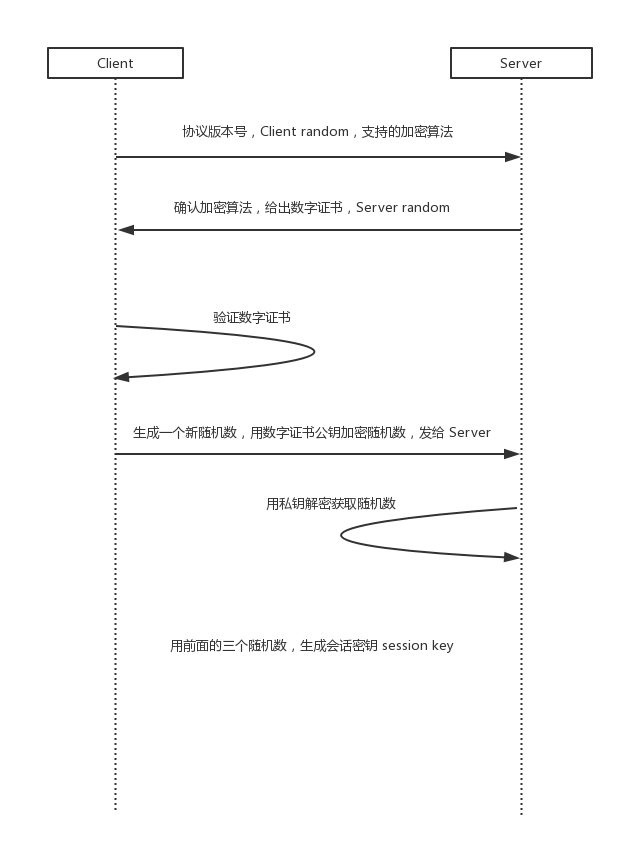 Client
Server
协议版本号，Client random，支持的加密算法
确认加密算法，给出数字证书，Server random
验证数字证书
生成一个新随机数，用数字证书公钥加密随机数，发给 Server
用私钥解密获取随机数
用前面的三个随机数，生成会话密钥 session key